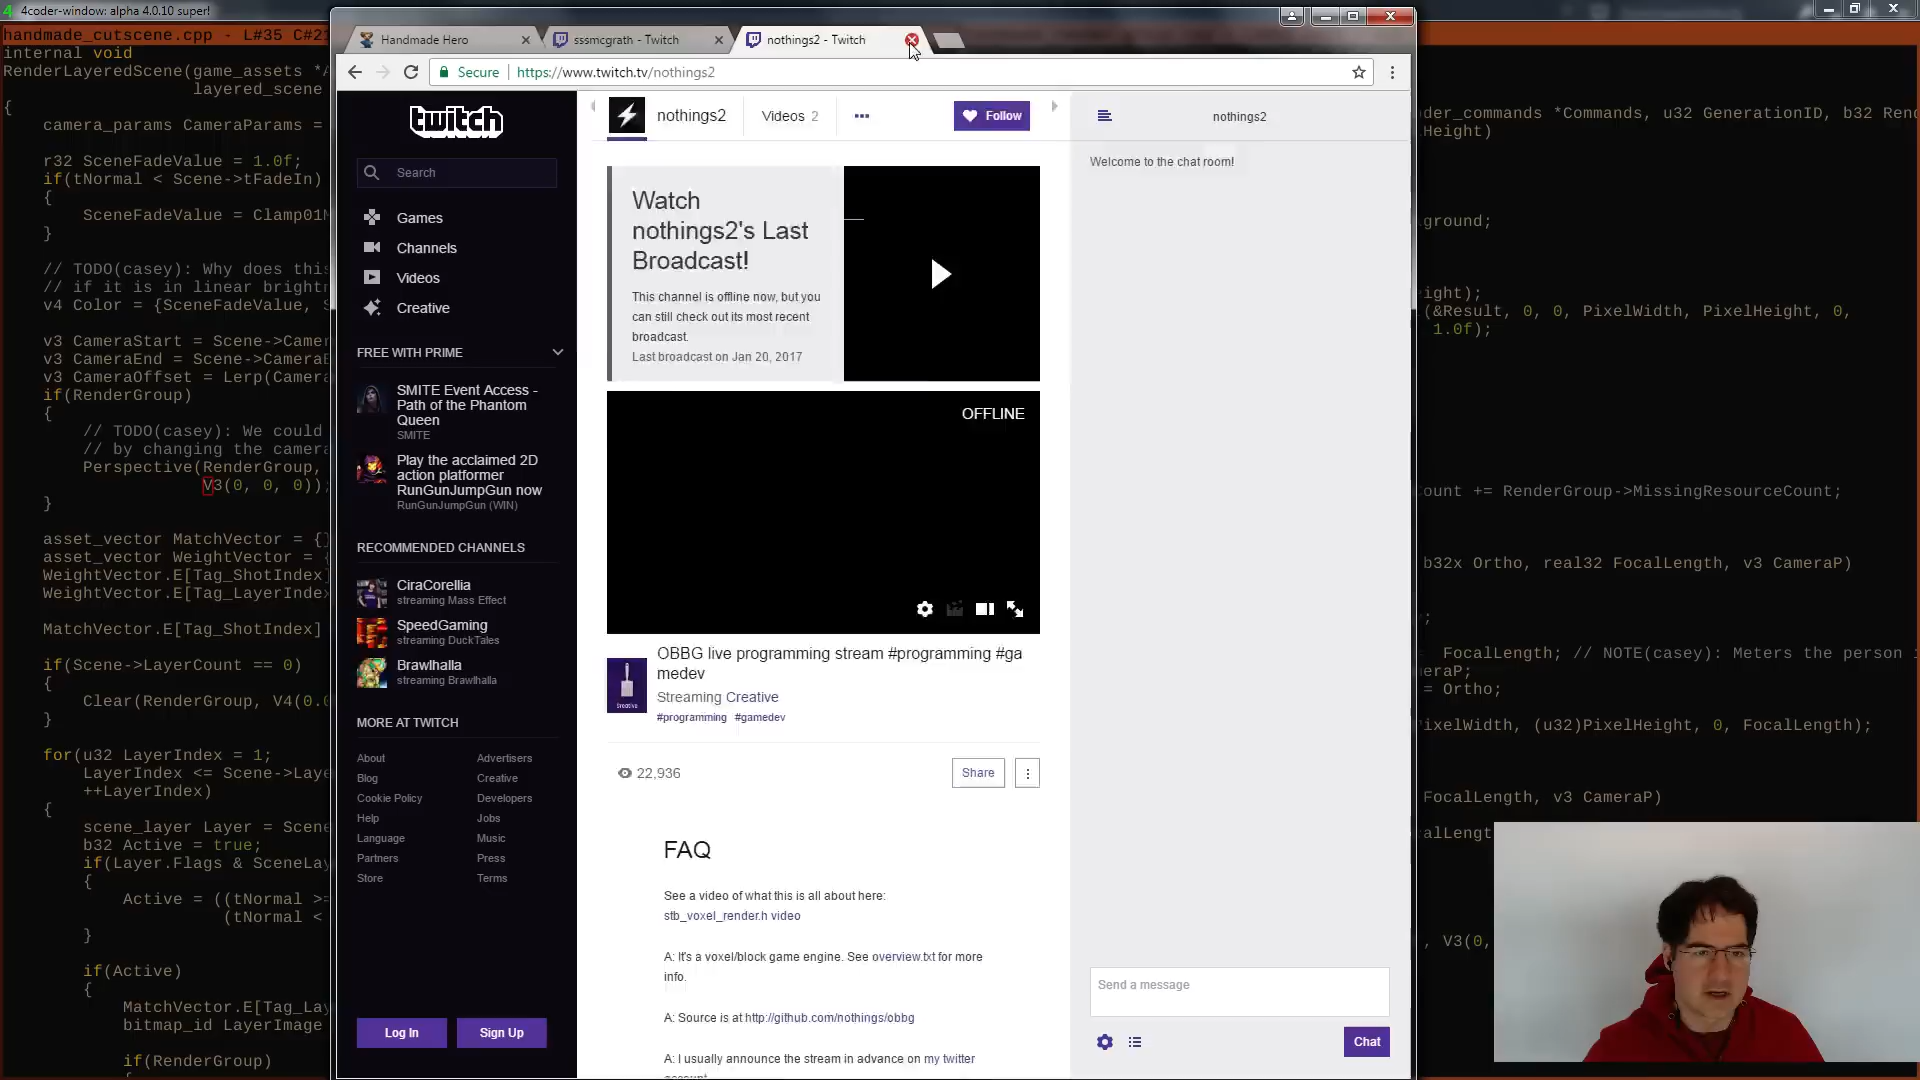 4coder-window: alpha 4.0.10 super!
handmade_cutscene.cpp - L#35 C#21
internal void
RenderLayeredScene(game_assets *
layered_scene
{
camera_params CameraParams =
r32 SceneFadeValue = 1.0f;
if(tNormal < Scene->tFadeIn)
{
SceneFadeValue = Clamp01
}
// TODO(casey): Why does this
// if it is in linear bright
v4 Color = {SceneFadeValue,
v3 CameraStart = Scene->Came
v3 CameraEnd = Scene->Camera
v3 CameraOffset = Lerp(Camera
if(RenderGroup)
{
// TODO(casey): We could
// by changing the camera
Perspective(RenderGroup,
V3(0, 0, 0));
}
asset_vector MatchVector = {}
asset_vector WeightVector = {
WeightVector.E[Tag_ShotIndex]
WeightVector.E[Tag_LayerInde
MatchVector.E[Tag_ShotIndex]
if(Scene->LayerCount == 0)
{
Clear(RenderGroup, V4(0.0
}
for(u32 LayerIndex = 1;
LayerIndex <= Scene->Laye
++LayerIndex)
{
scene_layer Layer = Scen
b32 Active = true;
if(Layer.Flags & SceneLay
{
Active = ((tNormal >=
(tNormal <
}
if(Active)
{
MatchVector.E[Tag_Lay
bitmap_id LayerImage
if(RenderGroup)
{
Handmade Hero
sssmcgrath - Twitch
nothings2 - Twitch
Secure
https://www.twitch.tv/nothings2
twitch
Search
Games
Channels
Videos
Creative
FREE WITH PRIME
SMITE Event Access -
Path of the Phantom
Queen
SMITE
Play the acclaimed 2D
action platformer
RunGunJumpGun now
RunGunJumpGun (WIN)
RECOMMENDED CHANNELS
CiraCorellia
streaming Mass Effect
SpeedGaming
streaming DuckTales
Brawlhalla
streaming Brawlhalla
MORE AT TWITCH
About Advertisers
Blog Creative
Cookie Policy Developers
Help Jobs
Language Music
Partners Press
Store Terms
Log In Sign Up
nothings2
Videos 2
Follow
Watch
nothings2's Last
Broadcast!
This channel is offline now, but you
can still check out its most recent
broadcast.
Last broadcast on Jan 20, 2017
OFFLINE
OBBG live programming stream #programming #ga
medev
Streaming Creative
#programming #gamedev
Creative
22,936
Share
FAQ
See a video of what this is all about here:
stb_voxel_render.h video
A: It's a voxel/block game engine. See overview.txt for more
info.
A: Source is at http://github.com/nothings/obbg
A: I usually announce the stream in advance on my twitter
account.
nothings2
Welcome to the chat room!
Send a message
Chat
der_commands *Commands, u32 GenerationID, b32 Ren
Height)
ground;
ight);
(&Result, 0, 0, PixelWidth, PixelHeight, 0,
1.0f);
ount += RenderGroup->MissingResourceCount;
b32x Ortho, real32 FocalLength, v3 CameraP)
;
FocalLength; // NOTE(casey): Meters the person i
eraP;
= Ortho;
PixelWidth, (u32)PixelHeight, 0, FocalLength);
FocalLength, v3 CameraP)
calLengt
, V3(0,